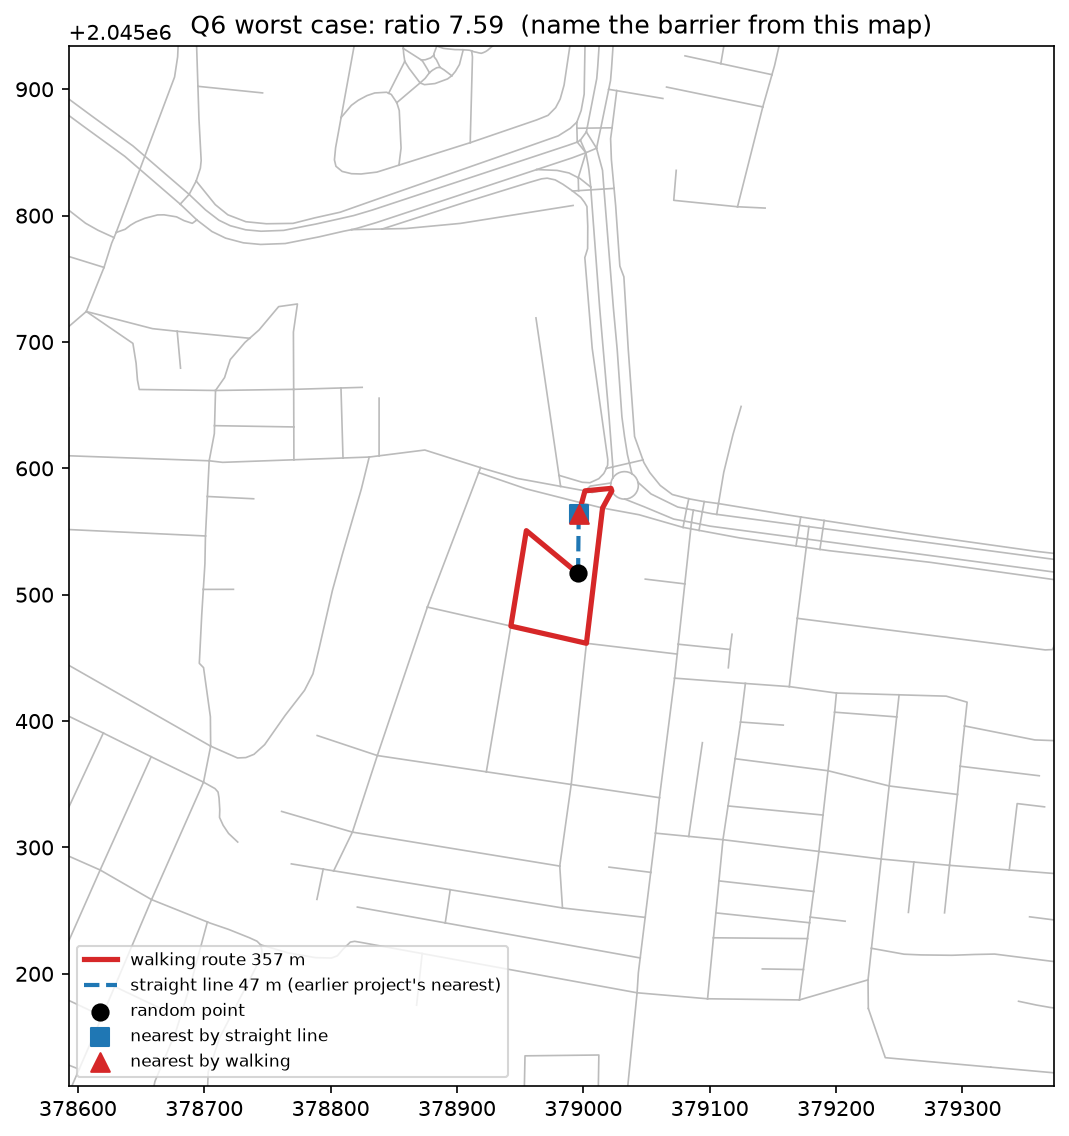 Q6 worst case: ratio 7.59 (name the barrier from this map)
+2.045e6
900
800
700
600
500
400
300
200
walking route 357 m
straight line 47 m (earlier project's nearest)
random point
nearest by straight line
nearest by walking
378600 378700 378800 378900 379000 379100 379200 379300